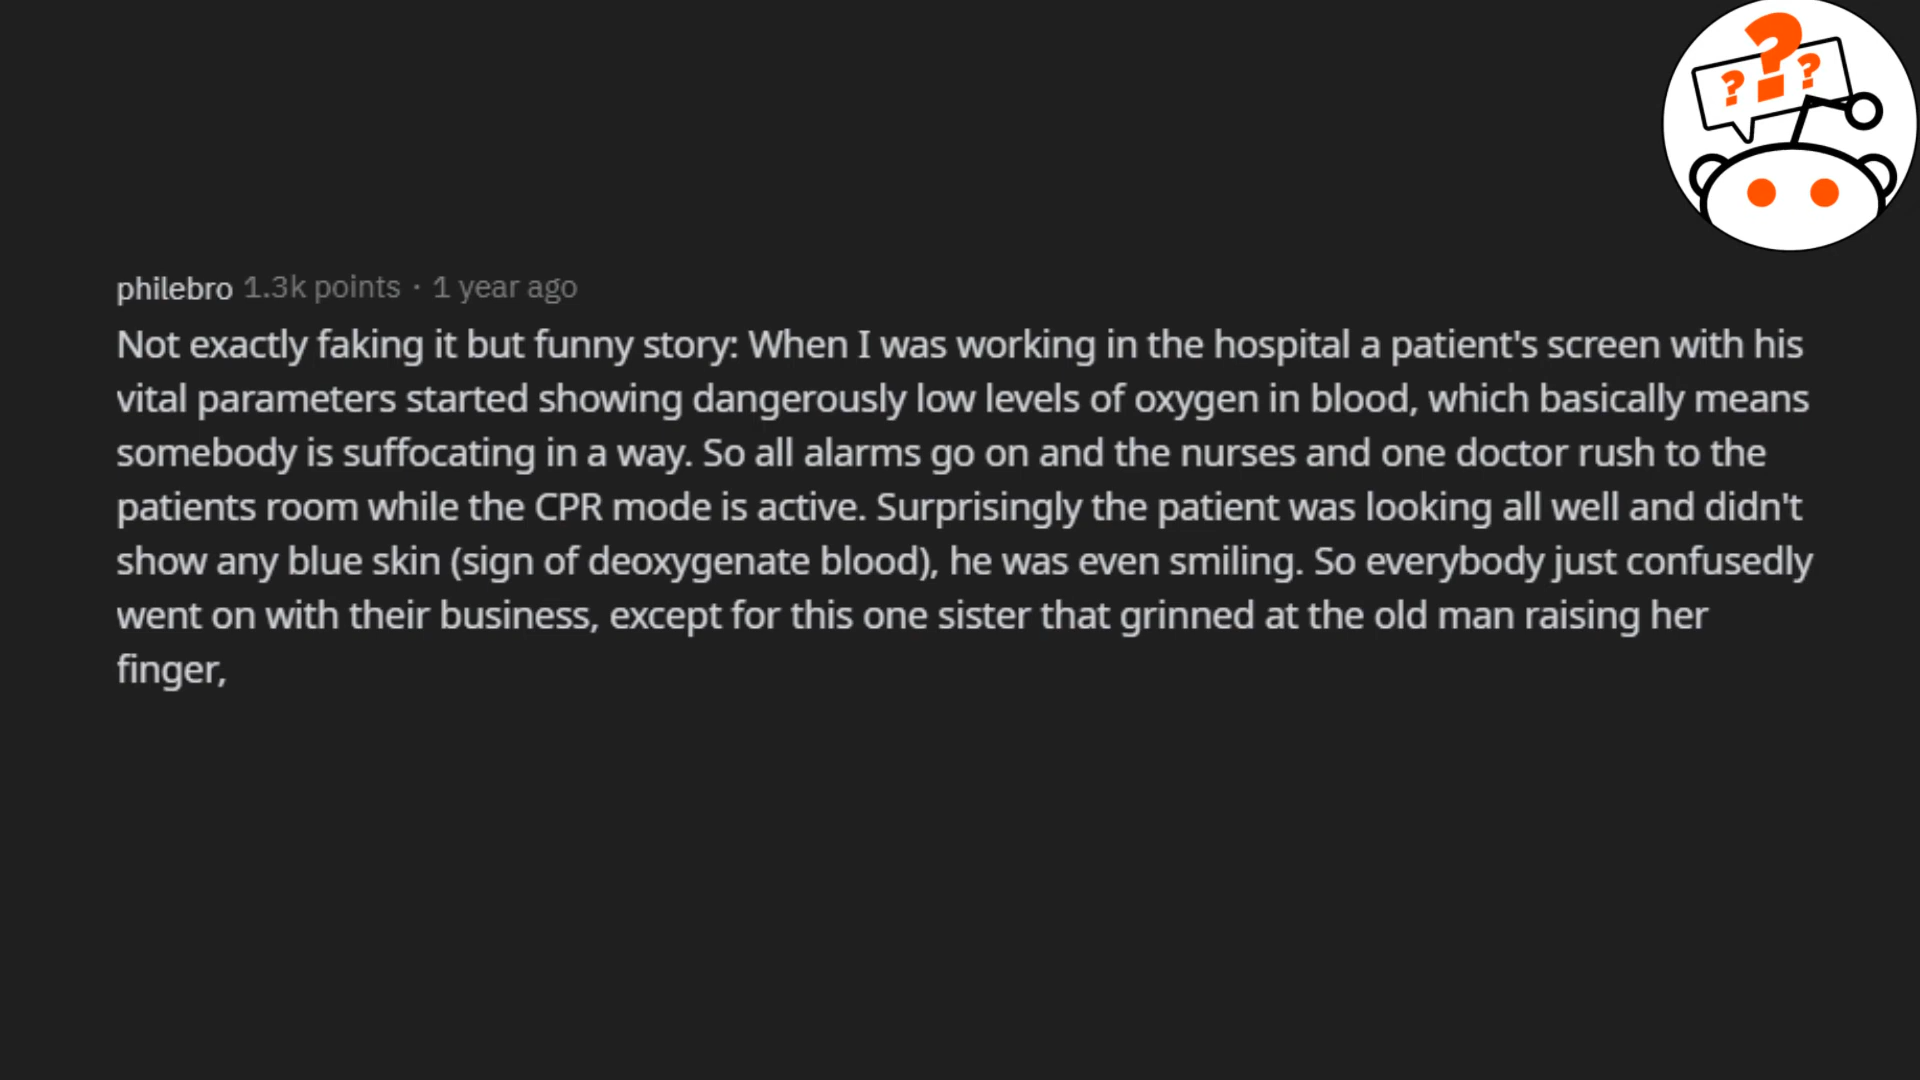 ? ? ?
philebro 1.3k points · 1 year ago
Not exactly faking it but funny story: When I was working in the hospital a patient's screen with his
vital parameters started showing dangerously low levels of oxygen in blood, which basically means
somebody is suffocating in a way. So all alarms go on and the nurses and one doctor rush to the
patients room while the CPR mode is active. Surprisingly the patient was looking all well and didn't
show any blue skin (sign of deoxygenate blood), he was even smiling. So everybody just confusedly
went on with their business, except for this one sister that grinned at the old man raising her
finger,